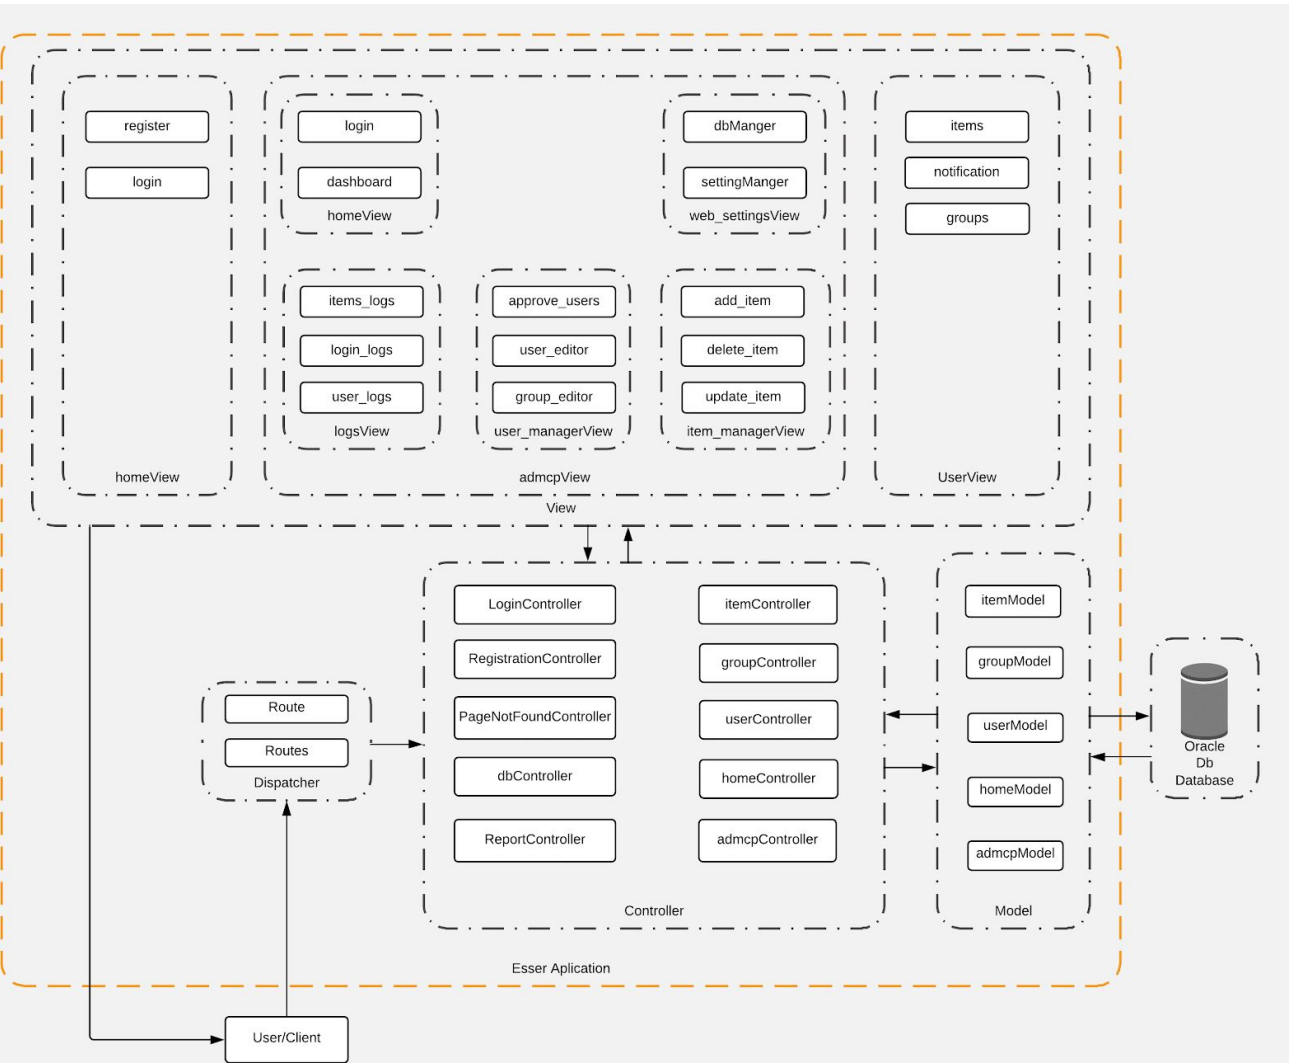 register
login
homeView
login
dashboard
homeView
dbManger
settingManger
web_settingsView
items_logs
login_logs
user_logs
logsView
approve_users
user_editor
group_editor
user_managerView
add_item
delete_item
update_item
item_managerView
admcpView
items
notification
groups
UserView
View
LoginController
RegistrationController
PageNotFoundController
dbController
ReportController
itemController
groupController
userController
homeController
admcpController
Controller
itemModel
groupModel
userModel
homeModel
admcpModel
Model
Oracle
Db
Database
Route
Routes
Dispatcher
Esser Aplication
User/Client